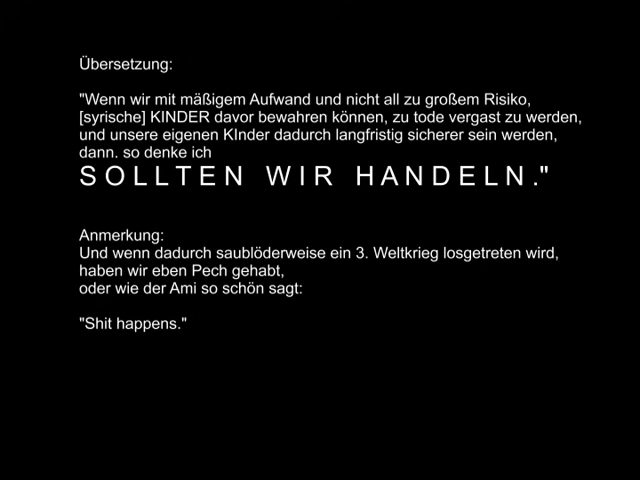 Übersetzung:
"Wenn wir mit mäßigem Aufwand und nicht all zu großem Risiko,
[syrische] KINDER davor bewahren können, zu tode vergast zu werden,
und unsere eigenen KInder dadurch langfristig sicherer sein werden,
dann. so denke ich
SOLLTEN WIR HANDELN."
Anmerkung:
Und wenn dadurch saublöderweise ein 3. Weltkrieg losgetreten wird,
haben wir eben Pech gehabt,
oder wie der Ami so schön sagt:
"Shit happens."